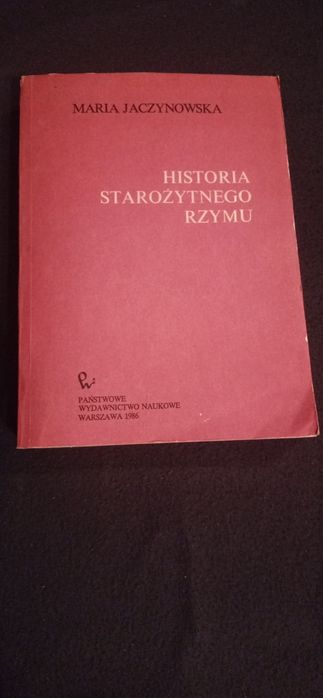 MARIA JACZYNOWSKA
HISTORIA
STAROŻYTNEGO
RZYMU
PAŃSTWOWE
WYDAWNICTWO NAUKOWE
WARSZAWA 1986